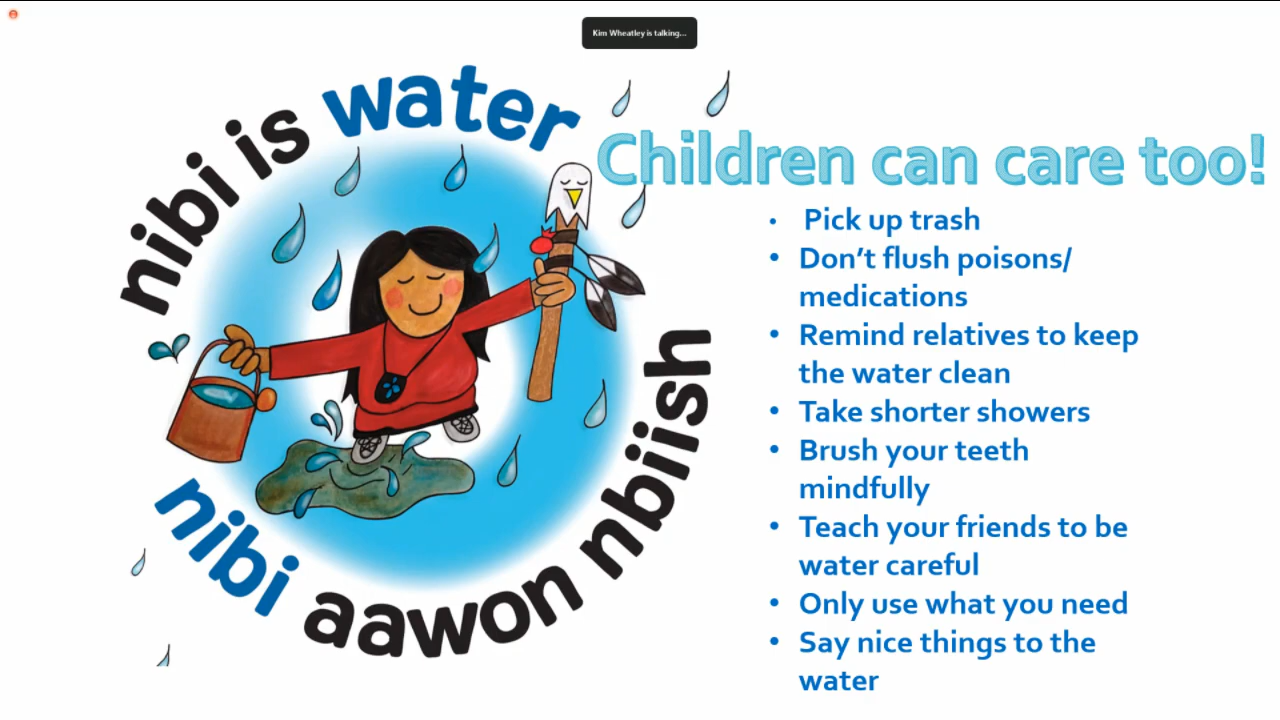 Kim Wheatley is talking...
nibi is water
nibi aawon nbiish
Children can care too!
• Pick up trash
• Don’t flush poisons/
medications
• Remind relatives to keep
the water clean
• Take shorter showers
• Brush your teeth
mindfully
• Teach your friends to be
water careful
• Only use what you need
• Say nice things to the
water